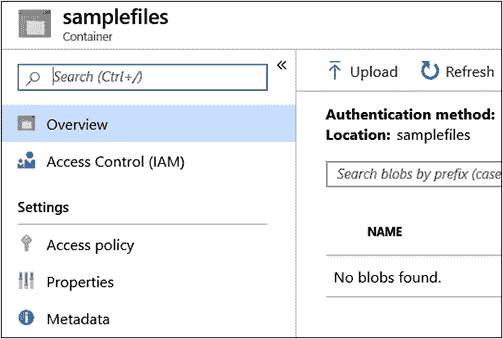 samplefiles
Container
Search (Ctrl+/)
«
Overview
Access Control (IAM)
Settings
Access policy
Properties
Metadata
Upload Refresh
Authentication method:
Location: samplefiles
Search blobs by prefix (case
NAME
No blobs found.